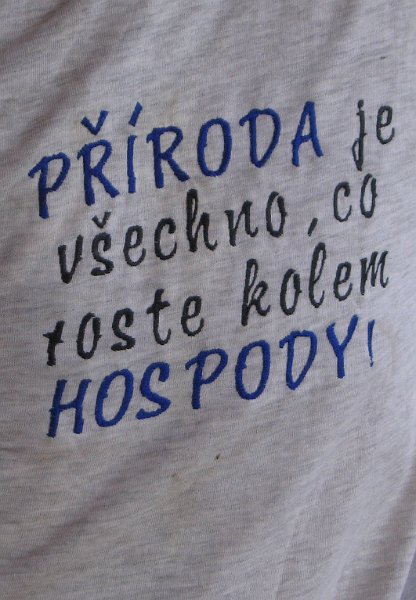 PŘÍRODA je
všechno, co
roste kolem
HOSPODY!